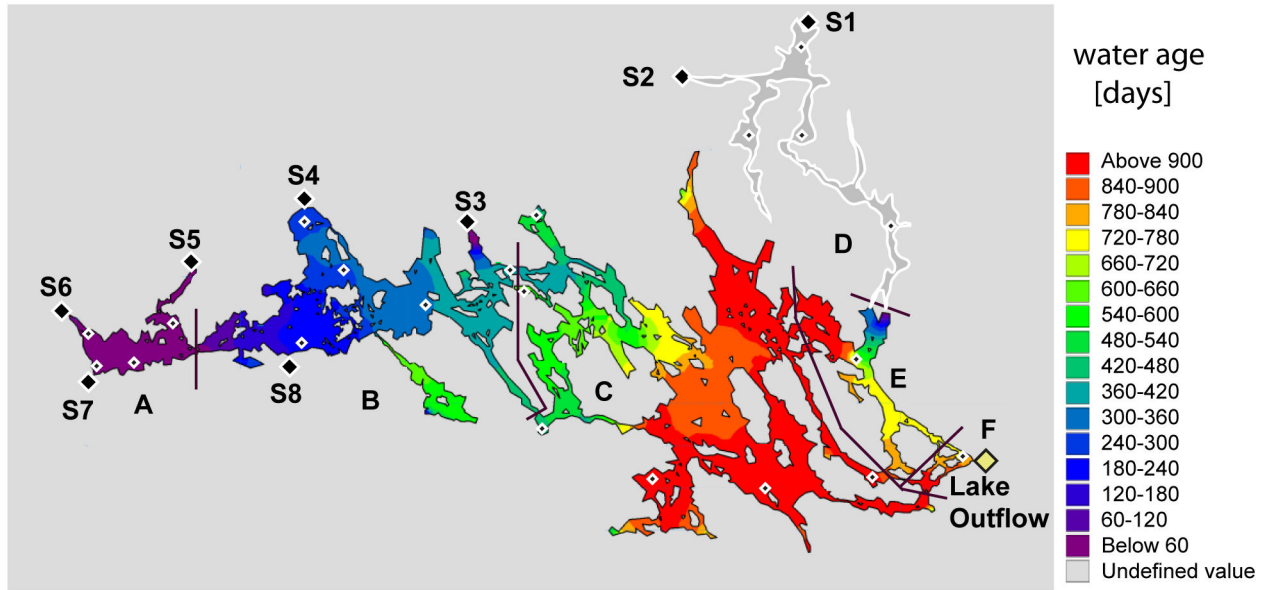 S1
S2
water age
[days]
S4
S3
S5
S6
D
S7
A
S8
B
C
E
F
Lake
Outflow
Above 900
840-900
780-840
720-780
660-720
600-660
540-600
480-540
420-480
360-420
300-360
240-300
180-240
120-180
60-120
Below 60
Undefined value